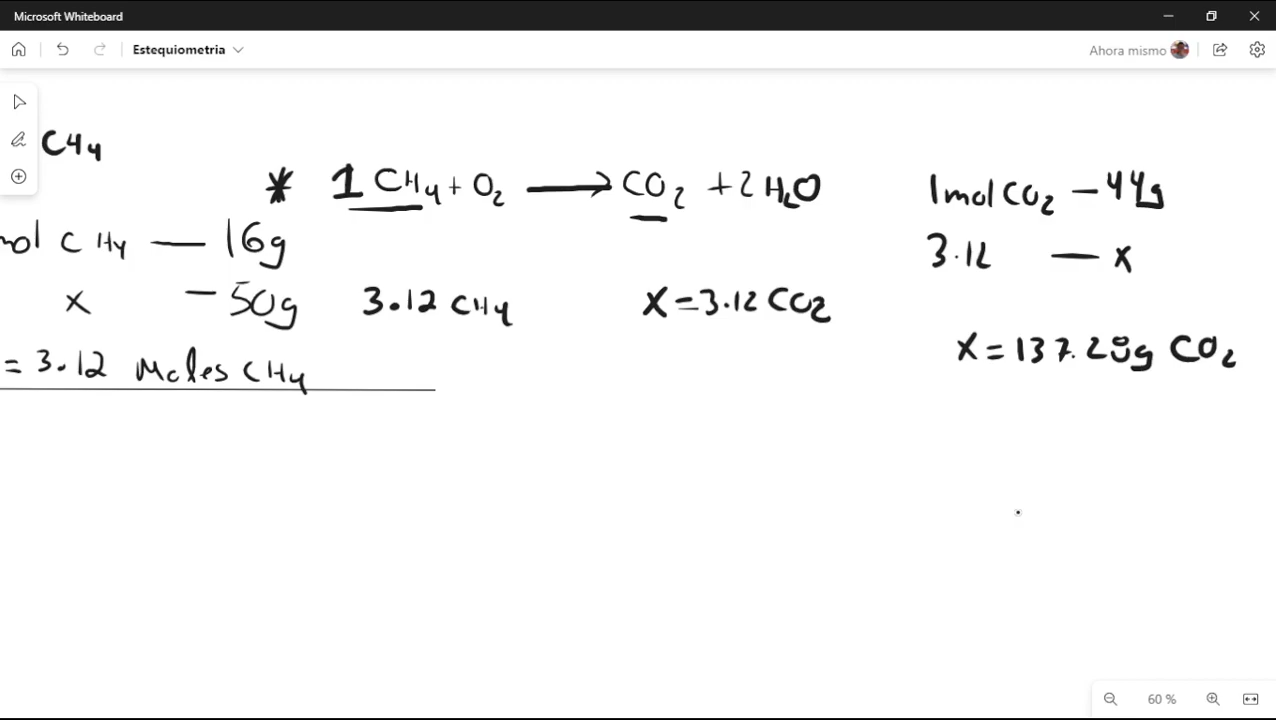 Microsoft Whiteboard
Estequiometria
Ahora mismo
CH4
* 1 CH4 + O2 → CO2 + 2 H2O
1 mol CO2 - 44g
mol CH4 — 16g
3.12 — x
x - 50g
3.12 CH4
X = 3.12 CO2
= 3.12 Moles CH4
X = 137.28g CO2
60 %